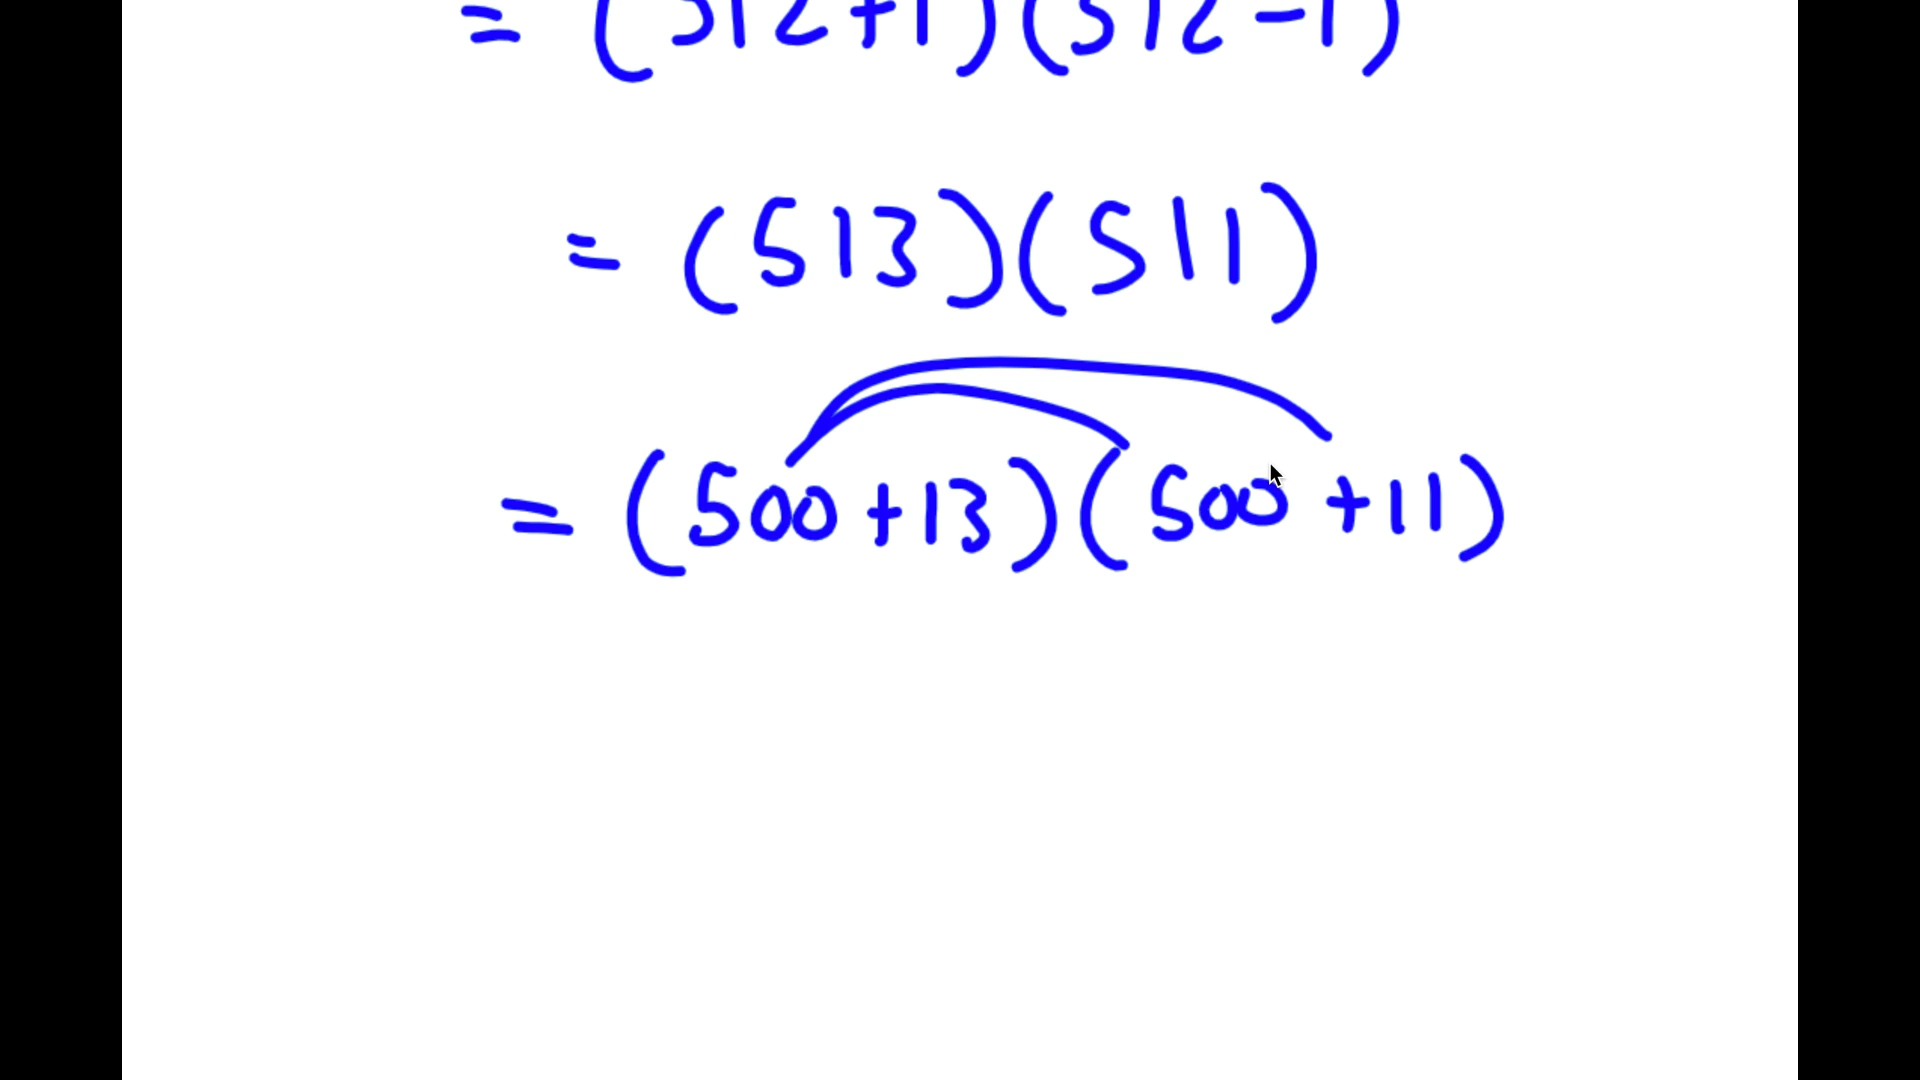 = (512+1)(512-1)
= (513)(511)
= (500+13)(500+11)